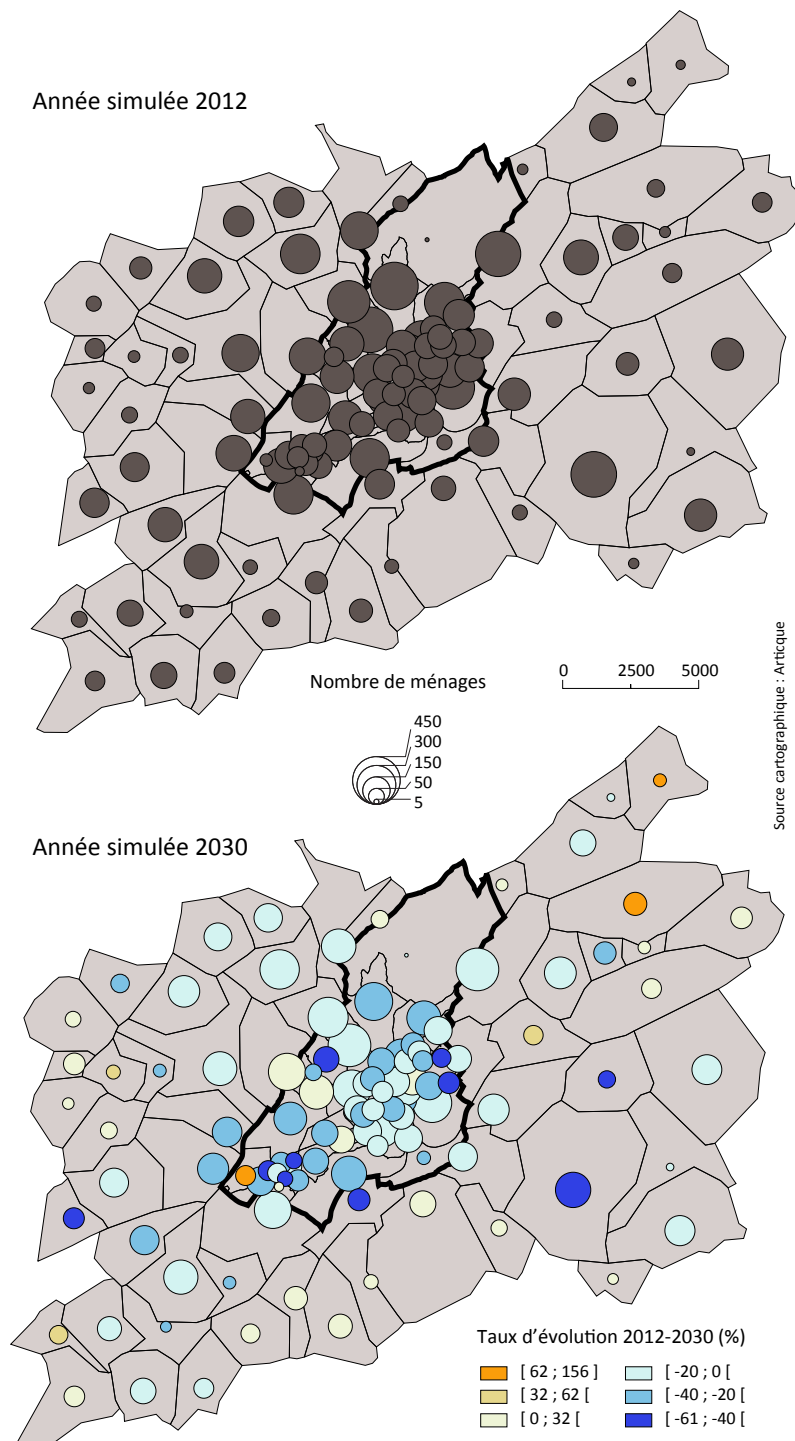 Année simulée 2012
Nombre de ménages
0 2500 5000
450
300
150
50
5
Source cartographique : Articque
Année simulée 2030
Taux d'évolution 2012-2030 (%)
[ 62 ; 156 ] [ -20 ; 0 [
[ 32 ; 62 [ [ -40 ; -20 [
[ 0 ; 32 [ [ -61 ; -40 [